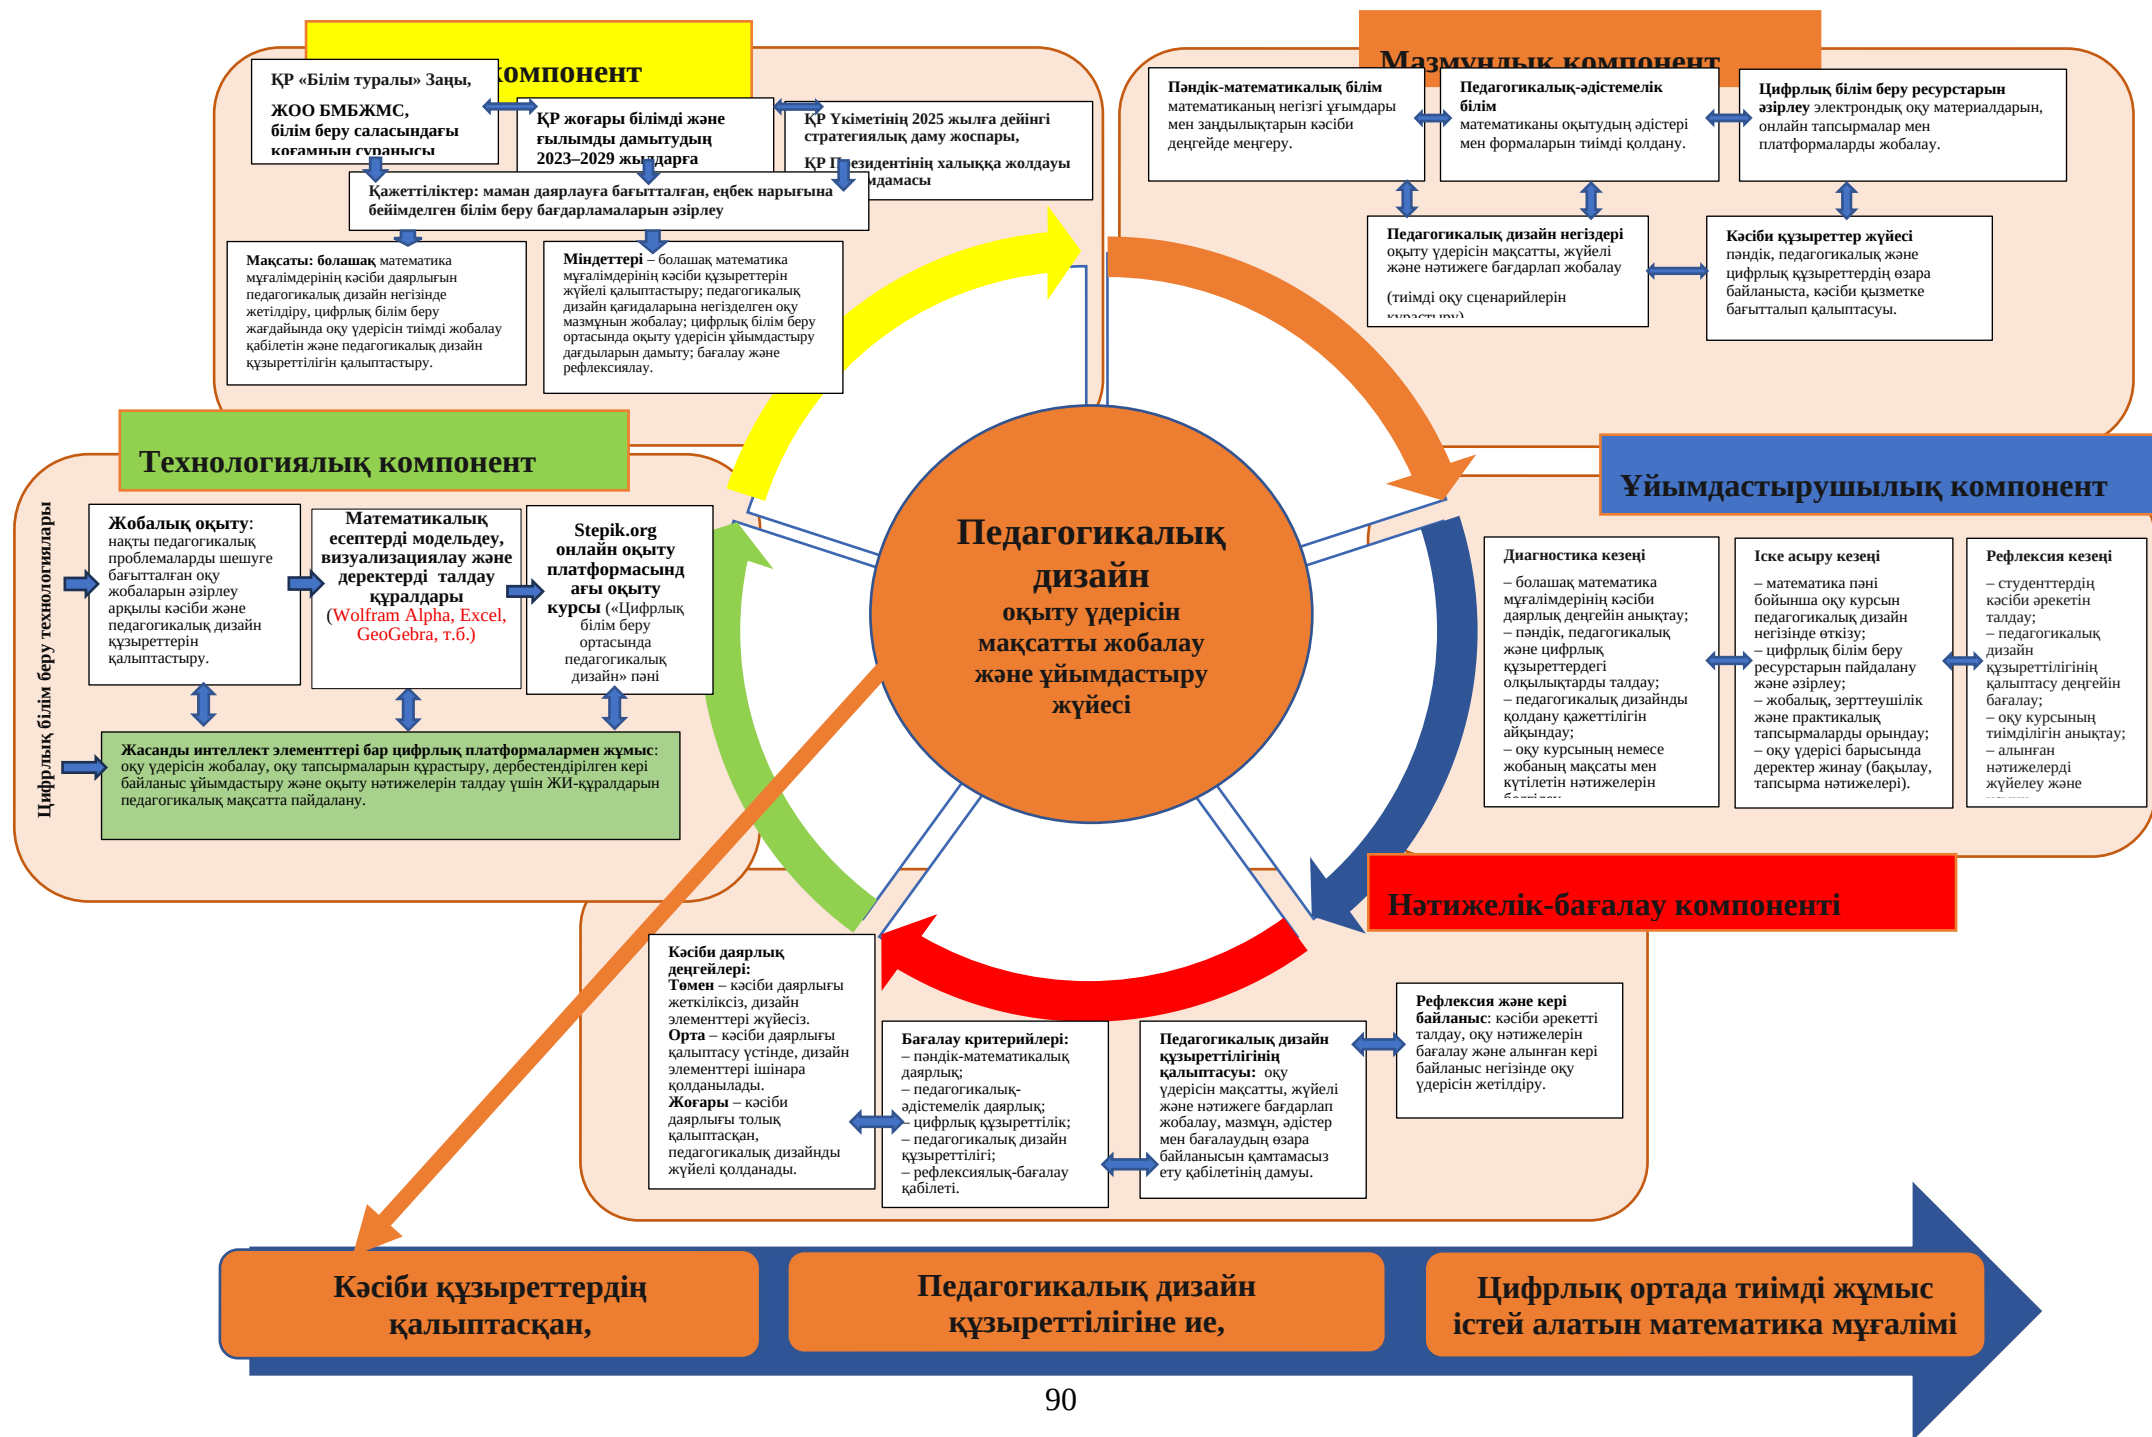 компонент
ҚР «Білім туралы» Заңы,
ЖОО БМБЖМС,
білім беру саласындағы
қоғамның сұранысы
ҚР жоғары білімді және
ғылымды дамытудың
2023–2029 жылдарға
ҚР Үкіметінің 2025 жылға дейінгі
стратегиялық даму жоспары,
ҚР Президентінің халыққа жолдауы
Қажеттіліктер: маман даярлауға бағытталған, еңбек нарығына
бейімделген білім беру бағдарламаларын әзірлеу
Мақсаты: болашақ математика
мұғалімдерінің кәсіби даярлығын
педагогикалық дизайн негізінде
жетілдіру, цифрлық білім беру
жағдайында оқу үдерісін тиімді жобалау
қабілетін және педагогикалық дизайн
құзыреттілігін қалыптастыру.
Міндеттері – болашақ математика
мұғалімдерінің кәсіби құзыреттерін
жүйелі қалыптастыру; педагогикалық
дизайн қағидаларына негізделген оқу
мазмұнын жобалау; цифрлық білім беру
ортасында оқыту үдерісін ұйымдастыру
дағдыларын дамыту; бағалау және
рефлексиялау.
Мазмұндық компонент
Пәндік-математикалық білім
математиканың негізгі ұғымдары
мен заңдылықтарын кәсіби
деңгейде меңгеру.
Педагогикалық-әдістемелік
білім
математиканы оқытудың әдістері
мен формаларын тиімді қолдану.
Цифрлық білім беру ресурстарын
әзірлеу электрондық оқу материалдарын,
онлайн тапсырмалар мен
платформаларды жобалау.
Педагогикалық дизайн негіздері
оқыту үдерісін мақсатты, жүйелі
және нәтижеге бағдарлап жобалау
(тиімді оқу сценарийлерін
құрастыру)
Кәсіби құзыреттер жүйесі
пәндік, педагогикалық және
цифрлық құзыреттердің өзара
байланыста, кәсіби қызметке
бағытталып қалыптасуы.
Технологиялық компонент
Цифрлық білім беру технологиялары
Жобалық оқыту:
нақты педагогикалық
проблемаларды шешуге
бағытталған оқу
жобаларын әзірлеу
арқылы кәсіби және
педагогикалық дизайн
құзыреттерін
қалыптастыру.
Математикалық
есептерді модельдеу,
визуализациялау және
деректерді талдау
құралдары
(Wolfram Alpha, Excel,
GeoGebra, т.б.)
Stepik.org
онлайн оқыту
платформасынд
ағы оқыту
курсы («Цифрлық
білім беру
ортасында
педагогикалық
дизайн» пәні
Жасанды интеллект элементтері бар цифрлық платформалармен жұмыс:
оқу үдерісін жобалау, оқу тапсырмаларын құрастыру, дербестендірілген кері
байланыс ұйымдастыру және оқыту нәтижелерін талдау үшін ЖИ-құралдарын
педагогикалық мақсатта пайдалану.
Педагогикалық
дизайн
оқыту үдерісін
мақсатты жобалау
және ұйымдастыру
жүйесі
Ұйымдастырушылық компонент
Диагностика кезеңі
– болашақ математика
мұғалімдерінің кәсіби
даярлық деңгейін анықтау;
– пәндік, педагогикалық
және цифрлық
құзыреттердегі
олқылықтарды талдау;
– педагогикалық дизайнды
қолдану қажеттілігін
айқындау;
– оқу курсының немесе
жобаның мақсаты мен
күтілетін нәтижелерін
Іске асыру кезеңі
– математика пәні
бойынша оқу курсын
педагогикалық дизайн
негізінде өткізу;
– цифрлық білім беру
ресурстарын пайдалану
және әзірлеу;
– жобалық, зерттеушілік
және практикалық
тапсырмаларды орындау;
– оқу үдерісі барысында
деректер жинау (бақылау,
тапсырма нәтижелері).
Рефлексия кезеңі
– студенттердің
кәсіби әрекетін
талдау;
– педагогикалық
дизайн
құзыреттілігінің
қалыптасу деңгейін
бағалау;
– оқу курсының
тиімділігін анықтау;
– алынған
нәтижелерді
жүйелеу және
Нәтижелік-бағалау компоненті
Кәсіби даярлық
деңгейлері:
Төмен – кәсіби даярлығы
жеткіліксіз, дизайн
элементтері жүйесіз.
Орта – кәсіби даярлығы
қалыптасу үстінде, дизайн
элементтері ішінара
қолданылады.
Жоғары – кәсіби
даярлығы толық
қалыптасқан,
педагогикалық дизайнды
жүйелі қолданады.
Бағалау критерийлері:
– пәндік-математикалық
даярлық;
– педагогикалық-
әдістемелік даярлық;
– цифрлық құзыреттілік;
– педагогикалық дизайн
құзыреттілігі;
– рефлексиялық-бағалау
қабілеті.
Педагогикалық дизайн
құзыреттілігінің
қалыптасуы: оқу
үдерісін мақсатты, жүйелі
және нәтижеге бағдарлап
жобалау, мазмұн, әдістер
мен бағалаудың өзара
байланысын қамтамасыз
ету қабілетінің дамуы.
Рефлексия және кері
байланыс: кәсіби әрекетті
талдау, оқу нәтижелерін
бағалау және алынған кері
байланыс негізінде оқу
үдерісін жетілдіру.
Кәсіби құзыреттердің
қалыптасқан,
Педагогикалық дизайн
құзыреттілігіне ие,
Цифрлық ортада тиімді жұмыс
істей алатын математика мұғалімі
90